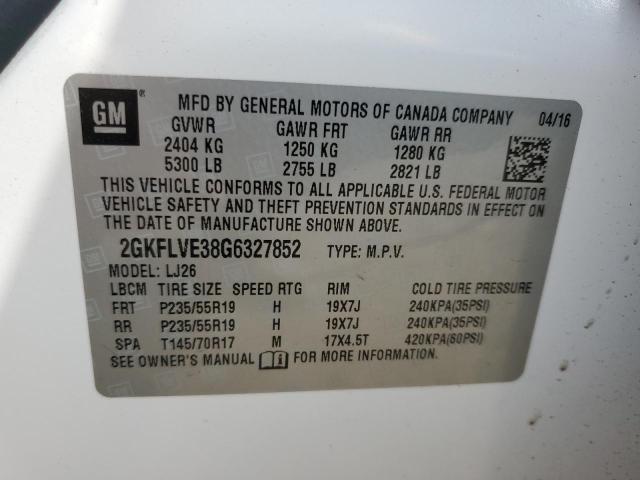 GM ®
MFD BY GENERAL MOTORS OF CANADA COMPANY 04/16
GVWR GAWR FRT GAWR RR
2404 KG 1250 KG 1280 KG
5300 LB 2755 LB 2821 LB
THIS VEHICLE CONFORMS TO ALL APPLICABLE U.S. FEDERAL MOTOR
VEHICLE SAFETY AND THEFT PREVENTION STANDARDS IN EFFECT ON
THE DATE OF MANUFACTURE SHOWN ABOVE.
2GKFLVE38G6327852 TYPE: M.P.V.
MODEL: LJ26
LBCM TIRE SIZE SPEED RTG RIM COLD TIRE PRESSURE
FRT P235/55R19 H 19X7J 240KPA(35PSI)
RR P235/55R19 H 19X7J 240KPA(35PSI)
SPA T145/70R17 M 17X4.5T 420KPA(60PSI)
SEE OWNER'S MANUAL FOR MORE INFORMATION.